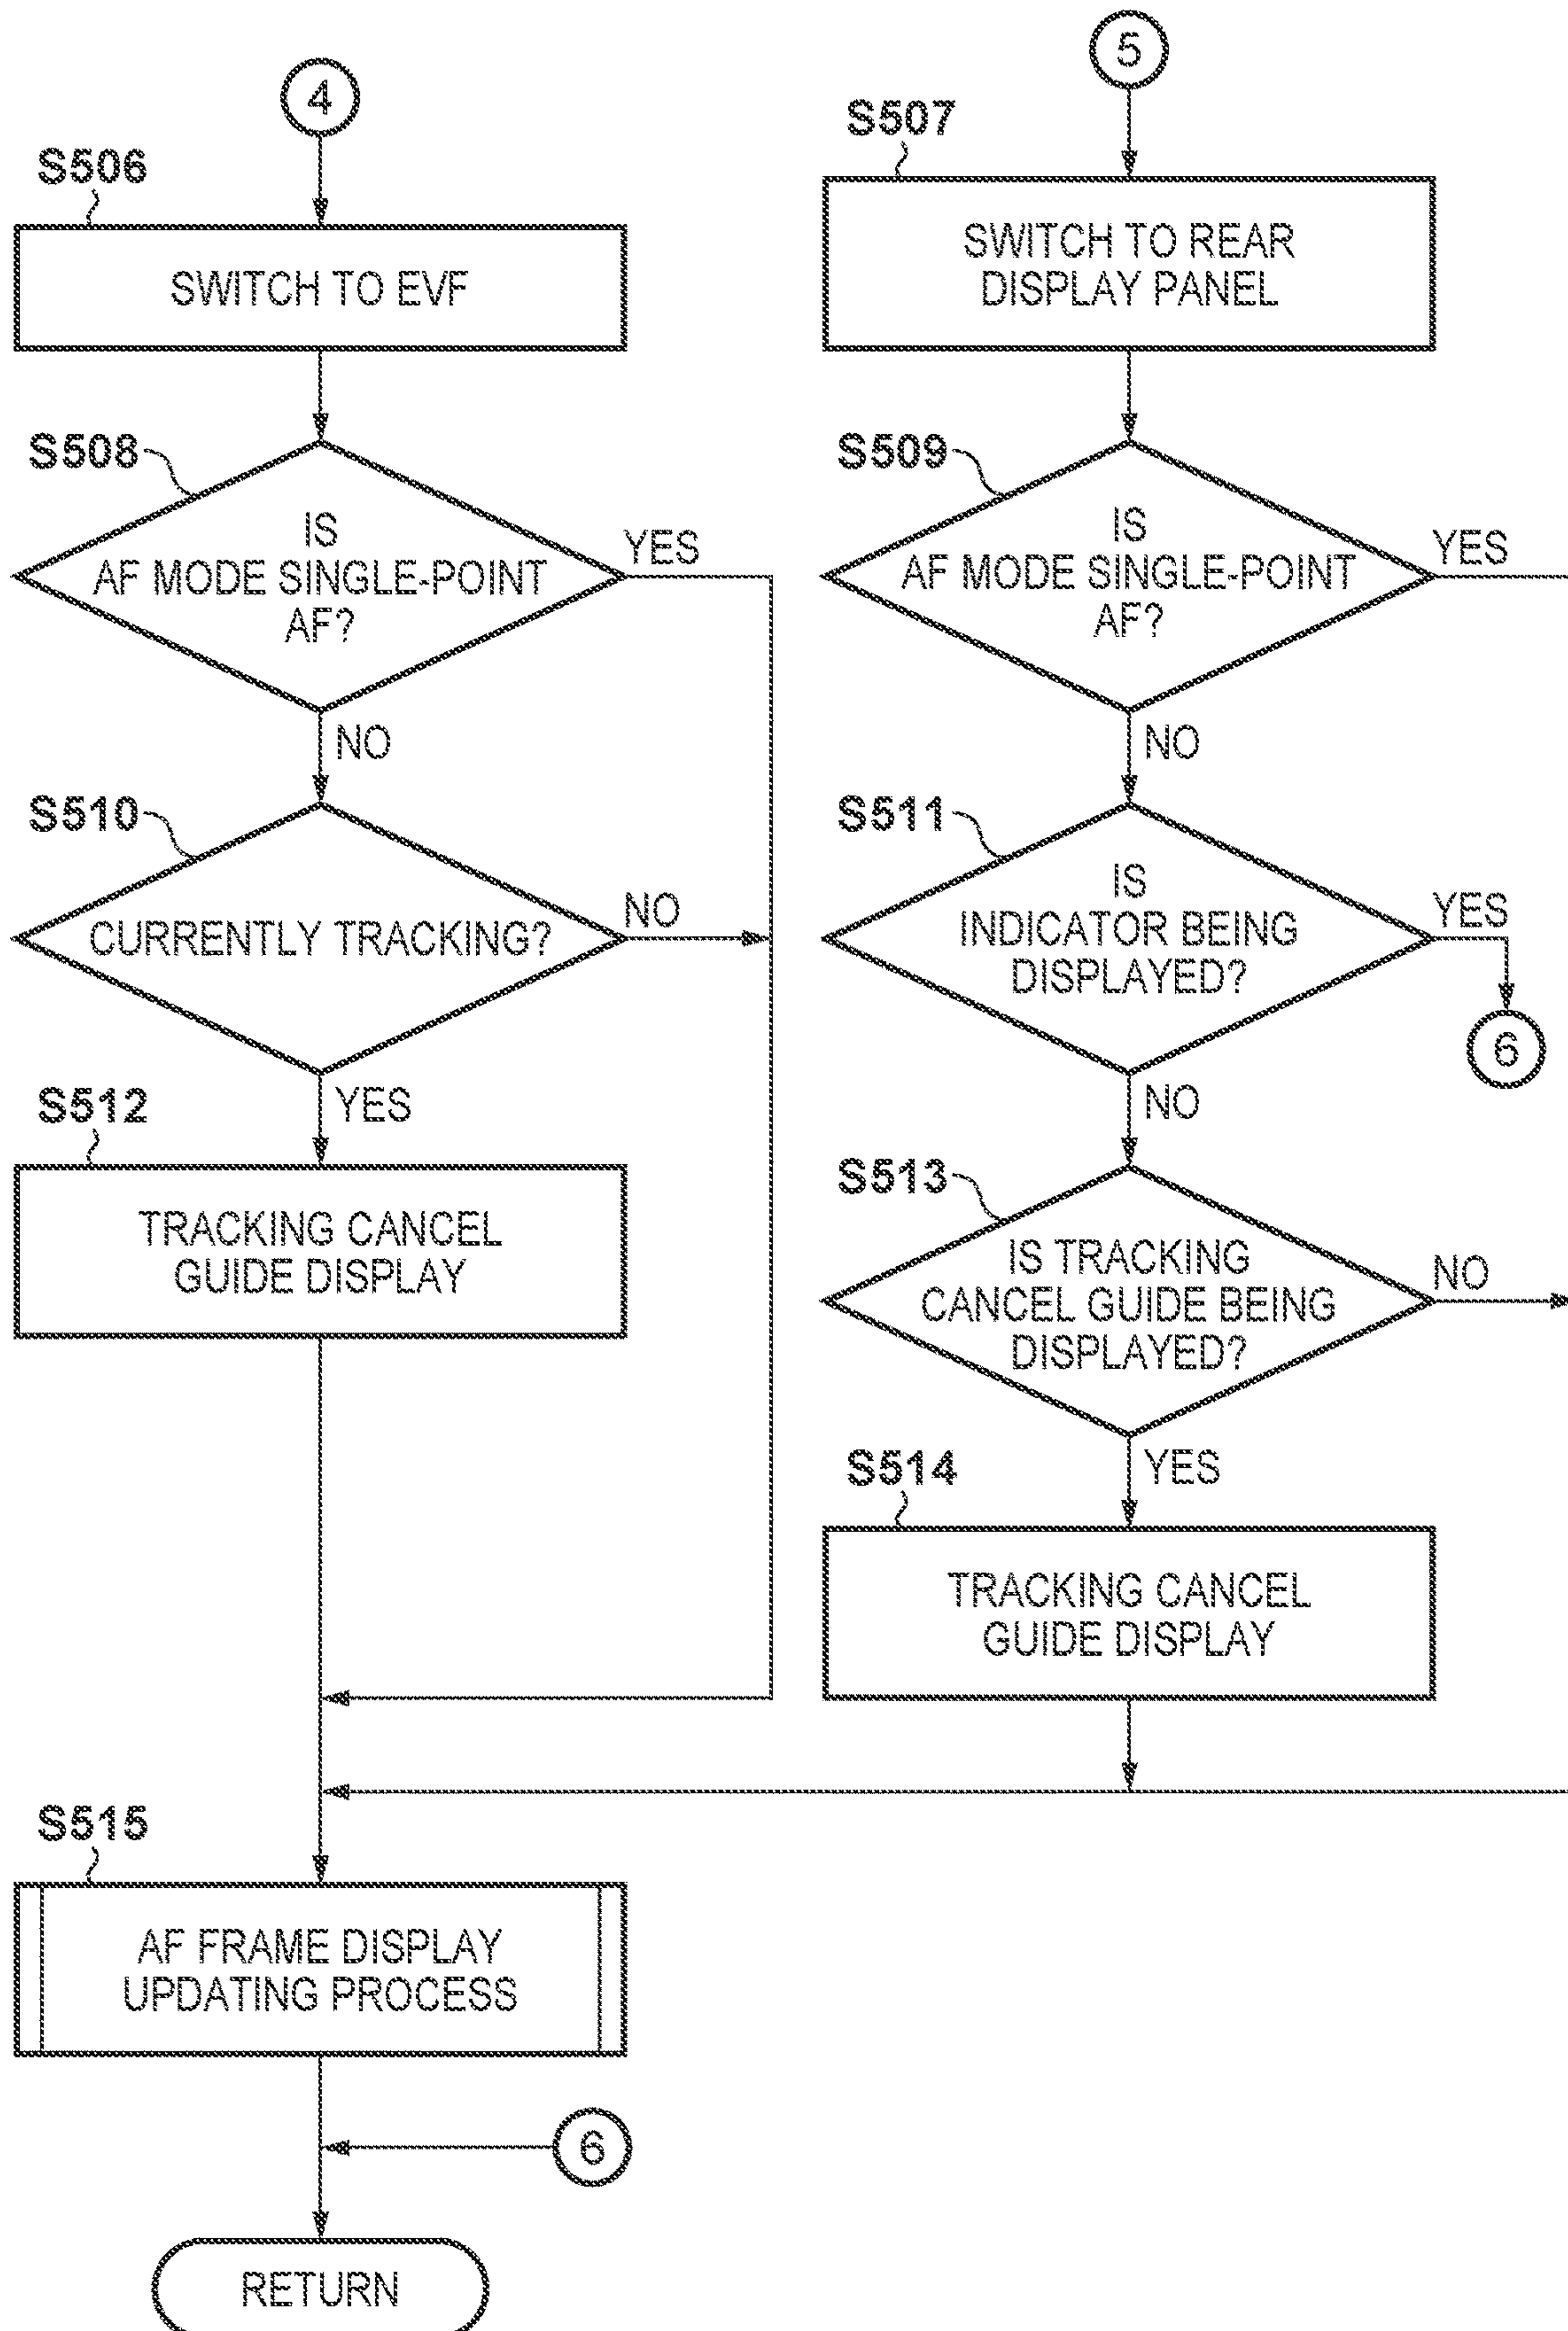 4
S506
SWITCH TO EVF
S508
IS
AF MODE SINGLE-POINT
AF?
YES
NO
S510
CURRENTLY TRACKING?
NO
YES
S512
TRACKING CANCEL
GUIDE DISPLAY
5
S507
SWITCH TO REAR
DISPLAY PANEL
S509
IS
AF MODE SINGLE-POINT
AF?
YES
NO
S511
IS
INDICATOR BEING
DISPLAYED?
YES
6
NO
S513
IS TRACKING
CANCEL GUIDE BEING
DISPLAYED?
NO
YES
S514
TRACKING CANCEL
GUIDE DISPLAY
S515
AF FRAME DISPLAY
UPDATING PROCESS
6
RETURN